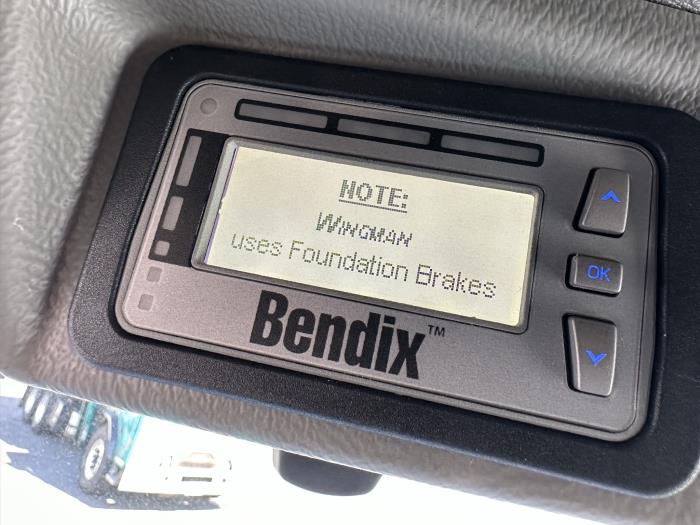 NOTE:
WINGMAN
uses Foundation Brakes
OK
Bendix™